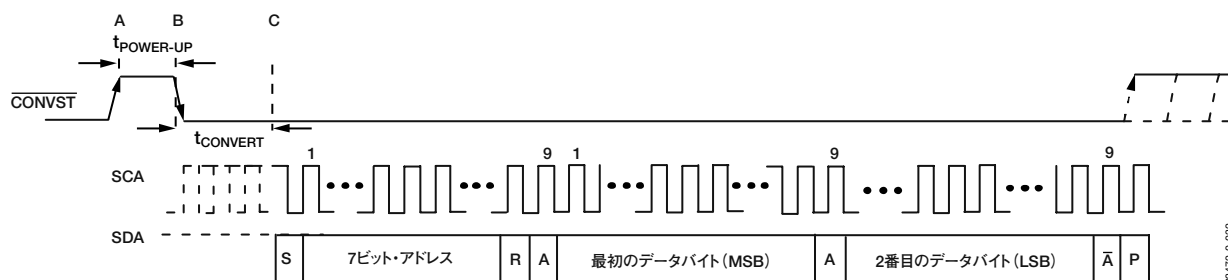 A B C
tPOWER-UP
CONVST
tCONVERT
1 9 1 9 9
SCA
SDA
S 7ビット・アドレス R A 最初のデータバイト(MSB) A 2番目のデータバイト(LSB) A̅ P